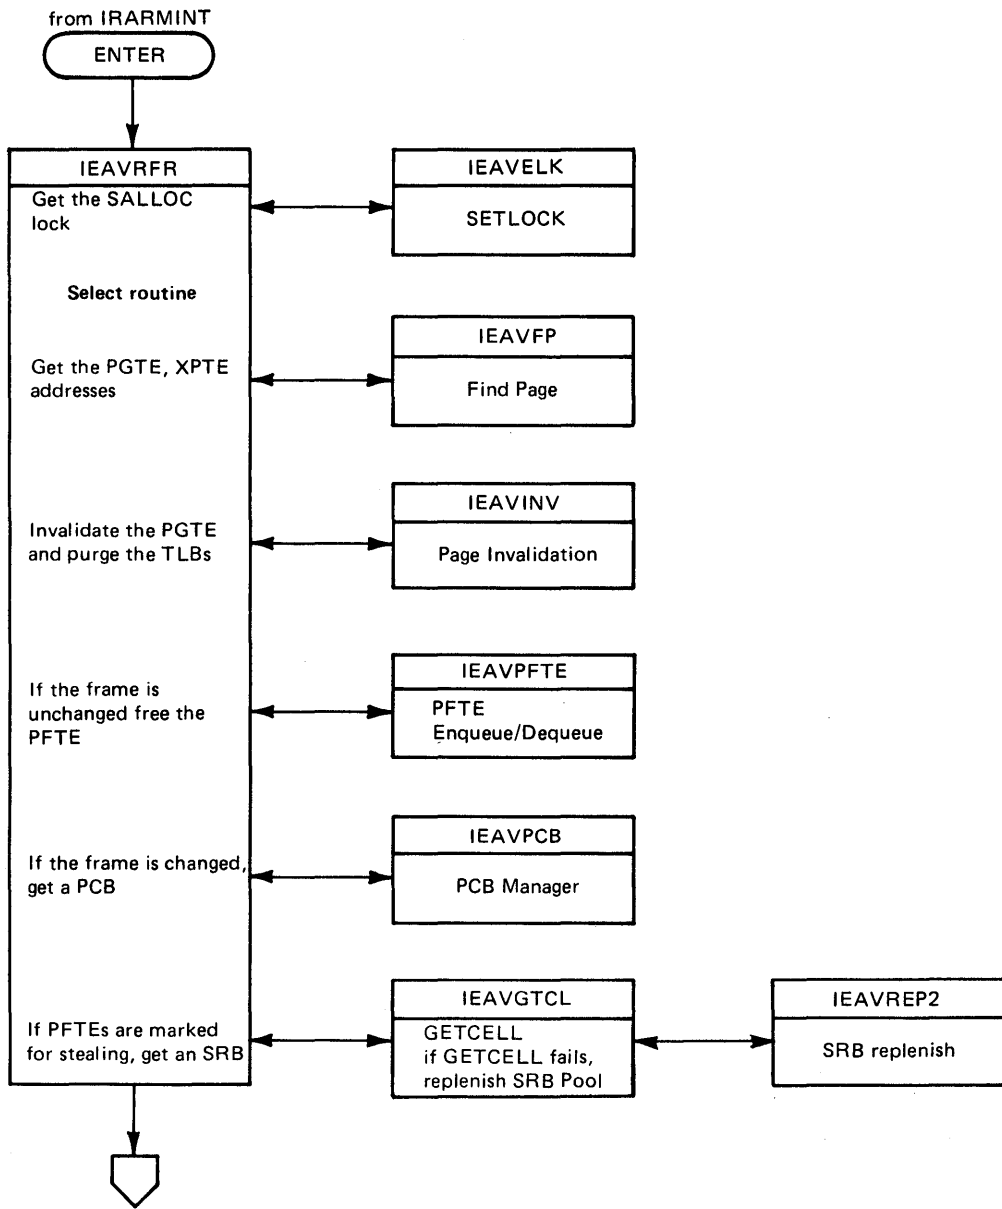 from IRARMINT
ENTER
IEAVRFR
Get the SALLOC
lock
IEAVELK
SETLOCK
Select routine
Get the PGTE, XPTE
addresses
IEAVFP
Find Page
Invalidate the PGTE
and purge the TLBs
IEAVINV
Page Invalidation
If the frame is
unchanged free the
PFTE
IEAVPFTE
PFTE
Enqueue/Dequeue
If the frame is changed,
get a PCB
IEAVPCB
PCB Manager
If PFTEs are marked
for stealing, get an SRB
IEAVGTCL
GETCELL
if GETCELL fails,
replenish SRB Pool
IEAVREP2
SRB replenish